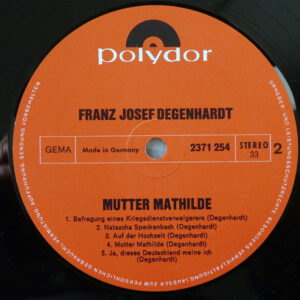 polydor
FRANZ JOSEF DEGENHARDT
GEMA
Made in Germany
2371 254
STEREO
33
2
MUTTER MATHILDE
1. Befragung eines Kriegsdienstverweigerers (Degenhardt)
2. Natascha Speckenbach (Degenhardt)
3. Auf der Hochzeit (Degenhardt)
4. Mutter Mathilde (Degenhardt)
5. Ja, dieses Deutschland meine ich
(Degenhardt)